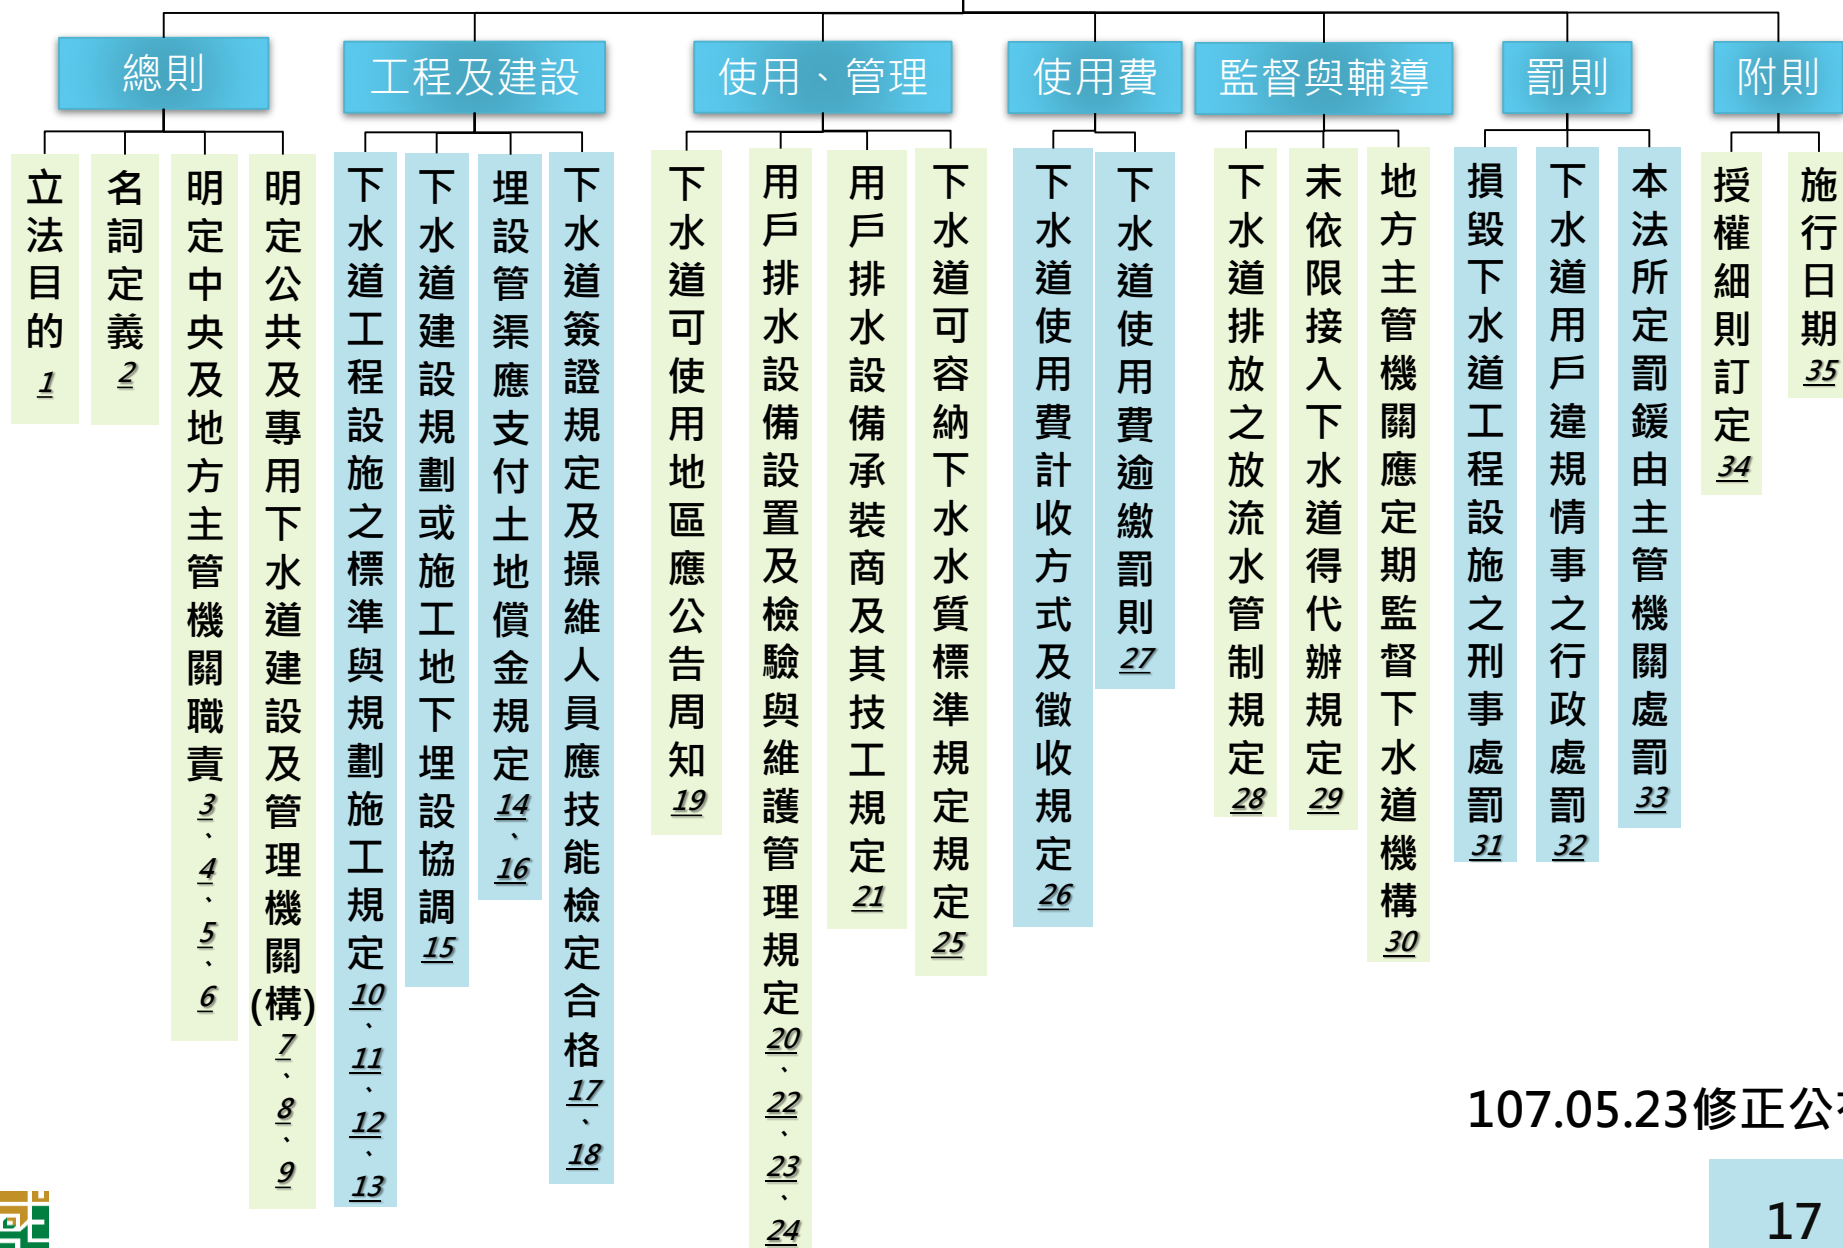 總則
立法目的 1
名詞定義 2
明定中央及地方主管機關職責 3、4、5、6
明定公共及專用下水道建設及管理機關(構) 7、8、9
工程及建設
下水道工程設施之標準與規劃施工規定 10、11、12、13
下水道建設規劃或施工地下埋設協調 15
埋設管渠應支付土地償金規定 14、16
下水道簽證規定及操維人員應技能檢定合格 17、18
使用、管理
下水道可使用地區應公告周知 19
用戶排水設備設置及檢驗與維護管理規定 20、22、23、24
用戶排水設備承裝商及其技工規定 21
下水道可容納下水水質標準規定規定 25
使用費
下水道使用費計收方式及徵收規定 26
下水道使用費逾繳罰則 27
監督與輔導
下水道排放之放流水管制規定 28
未依限接入下水道得代辦規定 29
地方主管機關應定期監督下水道機構 30
罰則
損毀下水道工程設施之刑事處罰 31
下水道用戶違規情事之行政處罰 32
本法所定罰鍰由主管機關處罰 33
附則
授權細則訂定 34
施行日期 35
107.05.23修正公
17